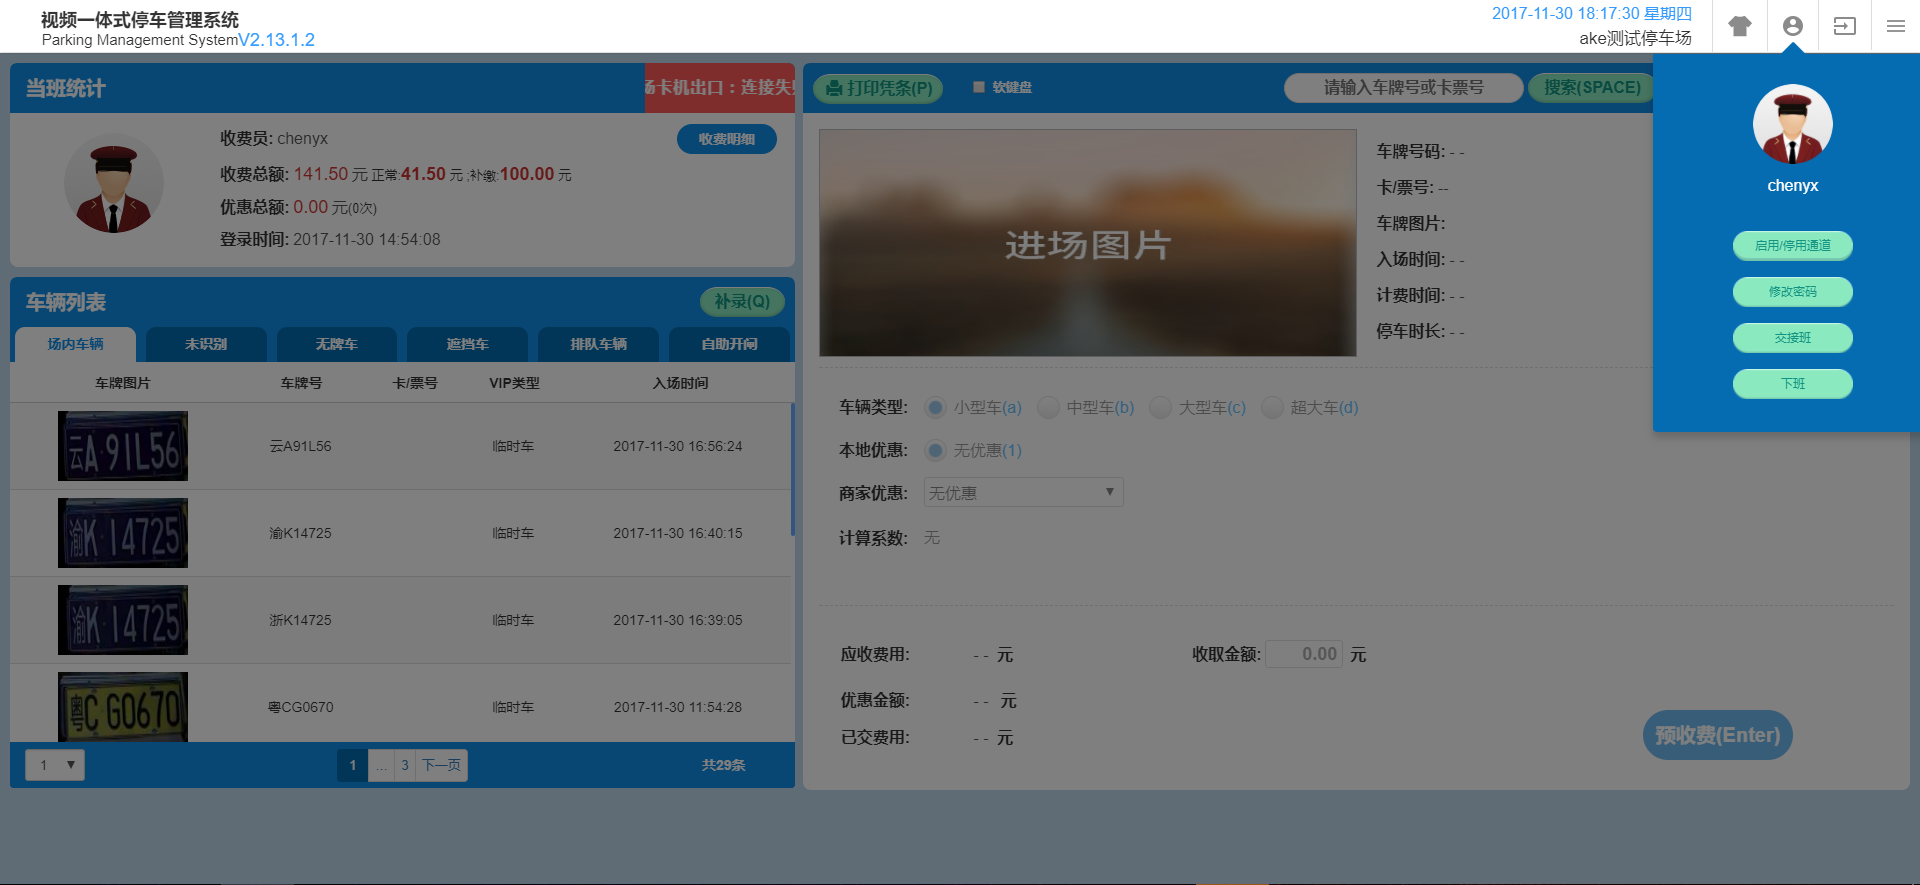 视频一体式停车管理系统
Parking Management SystemV2.13.1.2
2017-11-30 18:17:30 星期四
ake测试停车场
当班统计
卡机出口：连接失
收费员: chenyx
收费明细
收费总额: 141.50 元 正常:41.50 元 ;补缴:100.00 元
优惠总额: 0.00 元(0次)
登录时间: 2017-11-30 14:54:08
车辆列表
补录(Q)
场内车辆 未识别 无牌车 遮挡车 排队车辆 自助开闸
车牌图片 车牌号 卡/票号 VIP类型 入场时间
云A·91L56 云A91L56 临时车 2017-11-30 16:56:24
渝K·14725 渝K14725 临时车 2017-11-30 16:40:15
渝K·14725 浙K14725 临时车 2017-11-30 16:39:05
粤C·G0670 粤CG0670 临时车 2017-11-30 11:54:28
1 ▼ 1 ... 3 下一页 共29条
打印凭条(P) 软键盘 请输入车牌号或卡票号 搜索(SPACE)
进场图片
车牌号码: - -
卡/票号: --
车牌图片:
入场时间: - -
计费时间: - -
停车时长: - -
车辆类型: 小型车(a) 中型车(b) 大型车(c) 超大车(d)
本地优惠: 无优惠(1)
商家优惠: 无优惠 ▼
计算系数: 无
应收费用: - - 元 收取金额: 0.00 元
优惠金额: - - 元
已交费用: - - 元
预收费(Enter)
chenyx
启用/停用通道
修改密码
交接班
下班